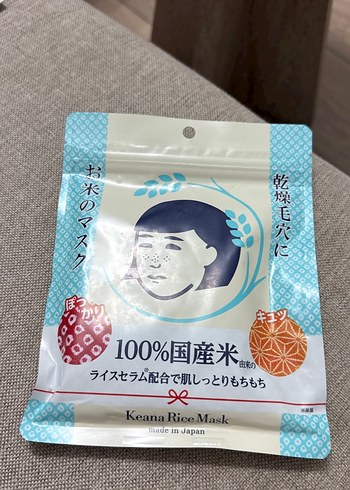 乾燥毛穴に
お米のマスク
ぽっかり
キュッ
100%国産米由来の
ライスセラム®配合で肌しっとりもちもち
Keana Rice Mask
made in Japan